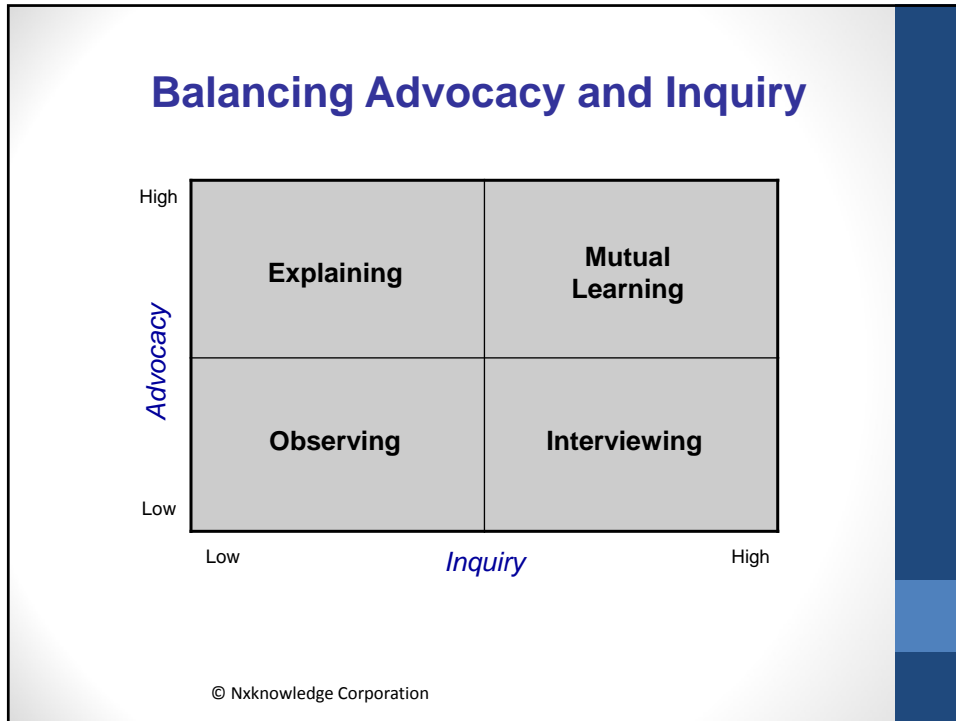 Balancing Advocacy and Inquiry
High
Explaining
Mutual
Learning
Advocacy
Observing
Interviewing
Low
Low
Inquiry
High
© Nxknowledge Corporation